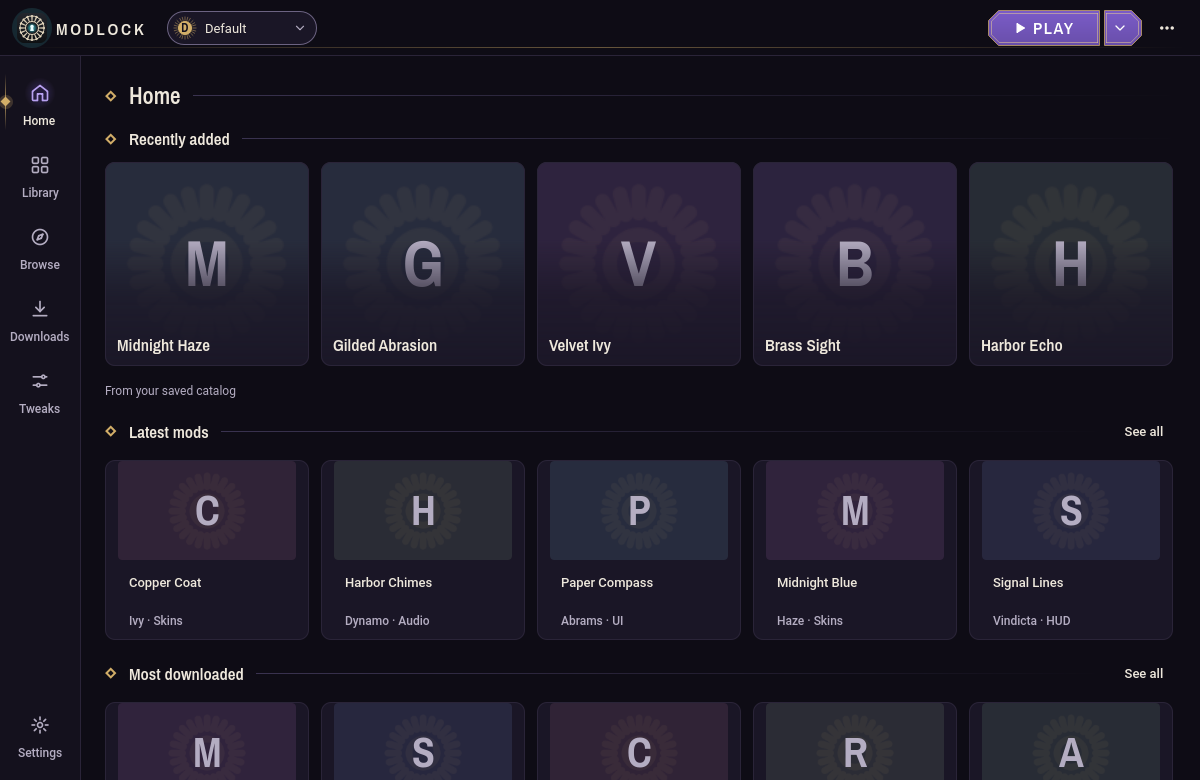 MODLOCK
D Default
PLAY
Home
Library
Browse
Downloads
Tweaks
Settings
Home
Recently added
M
Midnight Haze
G
Gilded Abrasion
V
Velvet Ivy
B
Brass Sight
H
Harbor Echo
From your saved catalog
Latest mods
See all
C
Copper Coat
Ivy · Skins
H
Harbor Chimes
Dynamo · Audio
P
Paper Compass
Abrams · UI
M
Midnight Blue
Haze · Skins
S
Signal Lines
Vindicta · HUD
Most downloaded
See all
M
S
C
R
A